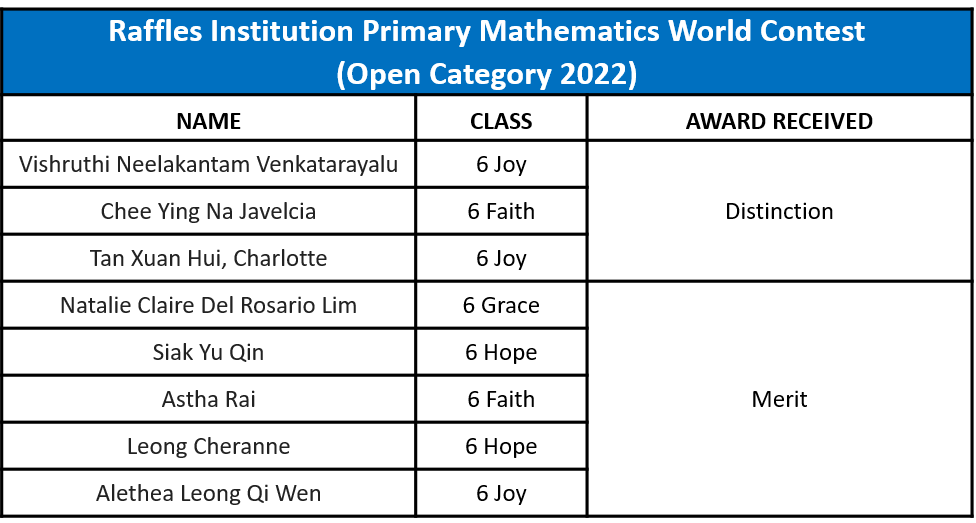 Raffles Institution Primary Mathematics World Contest
(Open Category 2022)
NAME CLASS AWARD RECEIVED
Vishruthi Neelakantam Venkatarayalu 6 Joy
Chee Ying Na Javelcia 6 Faith Distinction
Tan Xuan Hui, Charlotte 6 Joy
Natalie Claire Del Rosario Lim 6 Grace
Siak Yu Qin 6 Hope
Astha Rai 6 Faith Merit
Leong Cheranne 6 Hope
Alethea Leong Qi Wen 6 Joy